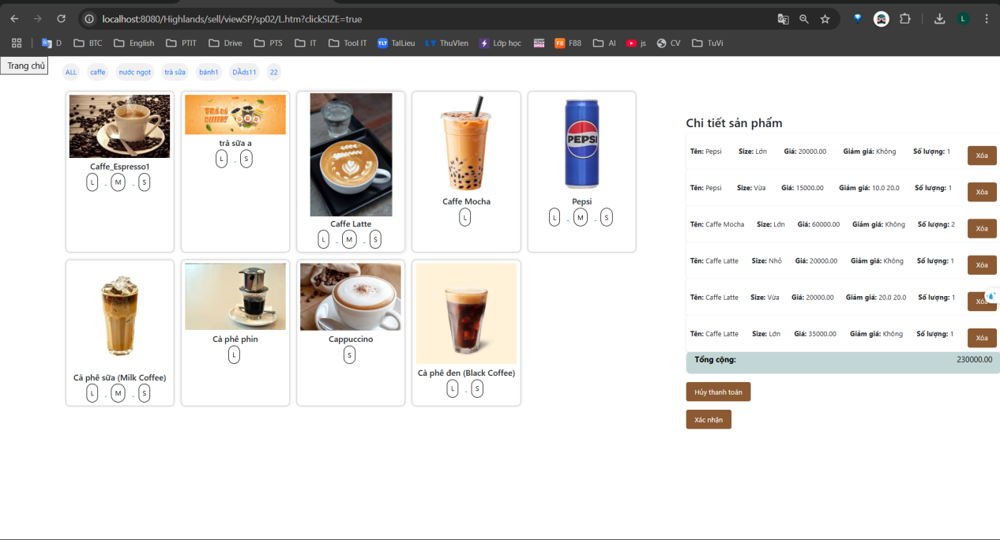 localhost:8080/Highlands/sell/viewSP/sp02/L.htm?clickSIZE=true
L
D BTC English PTIT Drive PTS IT Tool IT TLT TalLieu LT ThuVIen Lớp học F8 F88 AI js CV TuVi
Trang chủ
ALL caffe nước ngọt trà sữa bánh1 DÃds11 22
Caffe_Espresso1
L - M - S
trà sữa a
L - S
Caffe Latte
L - M - S
Caffe Mocha
L
PEPSI
Pepsi
L - M - S
Cà phê sữa (Milk Coffee)
L - M - S
Cà phê phin
L
Cappuccino
S
Cà phê đen (Black Coffee)
L - S
Chi tiết sản phẩm
Tên: Pepsi Size: Lớn Giá: 20000.00 Giảm giá: Không Số lượng: 1 Xóa
Tên: Pepsi Size: Vừa Giá: 15000.00 Giảm giá: 10.0 20.0 Số lượng: 1 Xóa
Tên: Caffe Mocha Size: Lớn Giá: 60000.00 Giảm giá: Không Số lượng: 2 Xóa
Tên: Caffe Latte Size: Nhỏ Giá: 20000.00 Giảm giá: Không Số lượng: 1 Xóa
Tên: Caffe Latte Size: Vừa Giá: 20000.00 Giảm giá: 20.0 20.0 Số lượng: 1 Xóa
Tên: Caffe Latte Size: Lớn Giá: 35000.00 Giảm giá: Không Số lượng: 1 Xóa
Tổng cộng: 230000.00
Hủy thanh toán
Xác nhận